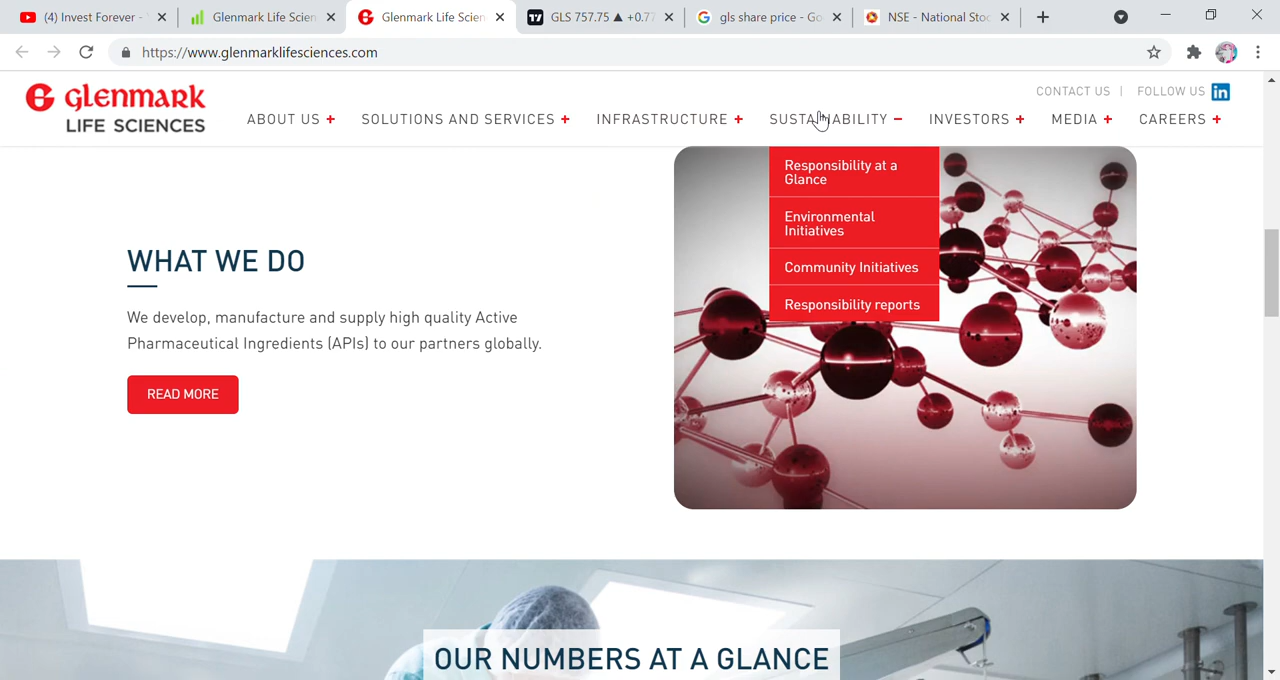 (4) Invest Forever -
Glenmark Life Scien
Glenmark Life Scien
GLS 757.75 ▲ +0.77
gls share price - Go
NSE - National Stoc
https://www.glenmarklifesciences.com
glenmark
LIFE SCIENCES
CONTACT US | FOLLOW US in
ABOUT US +
SOLUTIONS AND SERVICES +
INFRASTRUCTURE +
SUSTAINABILITY −
INVESTORS +
MEDIA +
CAREERS +
Responsibility at a
Glance
Environmental
Initiatives
Community Initiatives
Responsibility reports
WHAT WE DO
We develop, manufacture and supply high quality Active
Pharmaceutical Ingredients (APIs) to our partners globally.
READ MORE
OUR NUMBERS AT A GLANCE